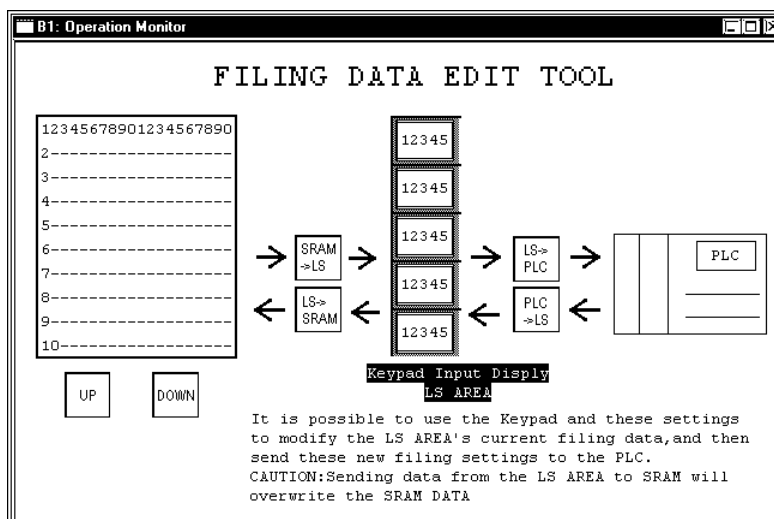 B1: Operation Monitor
FILING DATA EDIT TOOL
12345678901234567890
2-------------------
3-------------------
4-------------------
5-------------------
6-------------------
7-------------------
8-------------------
9-------------------
10------------------
UP
DOWN
SRAM
->LS
LS->
SRAM
12345
12345
12345
12345
12345
Keypad Input Disply
LS AREA
LS->
PLC
PLC
->LS
PLC
It is possible to use the Keypad and these settings
to modify the LS AREA's current filing data,and then
send these new filing settings to the PLC.
CAUTION:Sending data from the LS AREA to SRAM will
overwrite the SRAM DATA